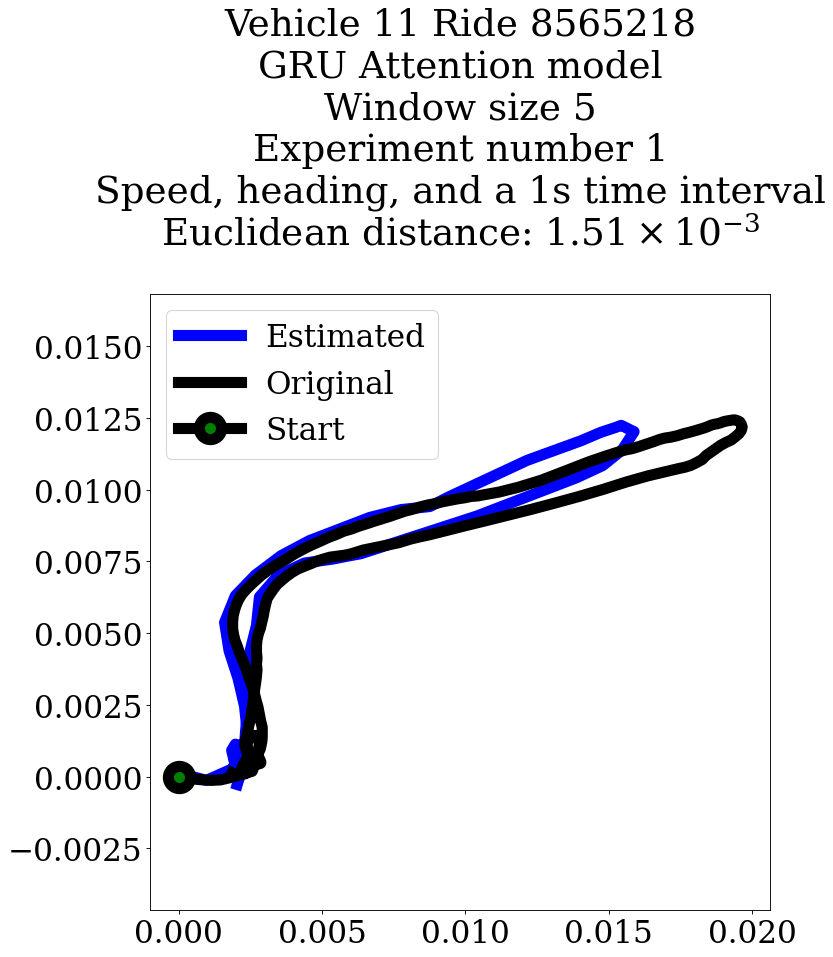 Vehicle 11 Ride 8565218
GRU Attention model
Window size 5
Experiment number 1
Speed, heading, and a 1s time interval
Euclidean distance: 1.51 × 10⁻³
Estimated
Original
Start
0.0150
0.0125
0.0100
0.0075
0.0050
0.0025
0.0000
−0.0025
0.000 0.005 0.010 0.015 0.020